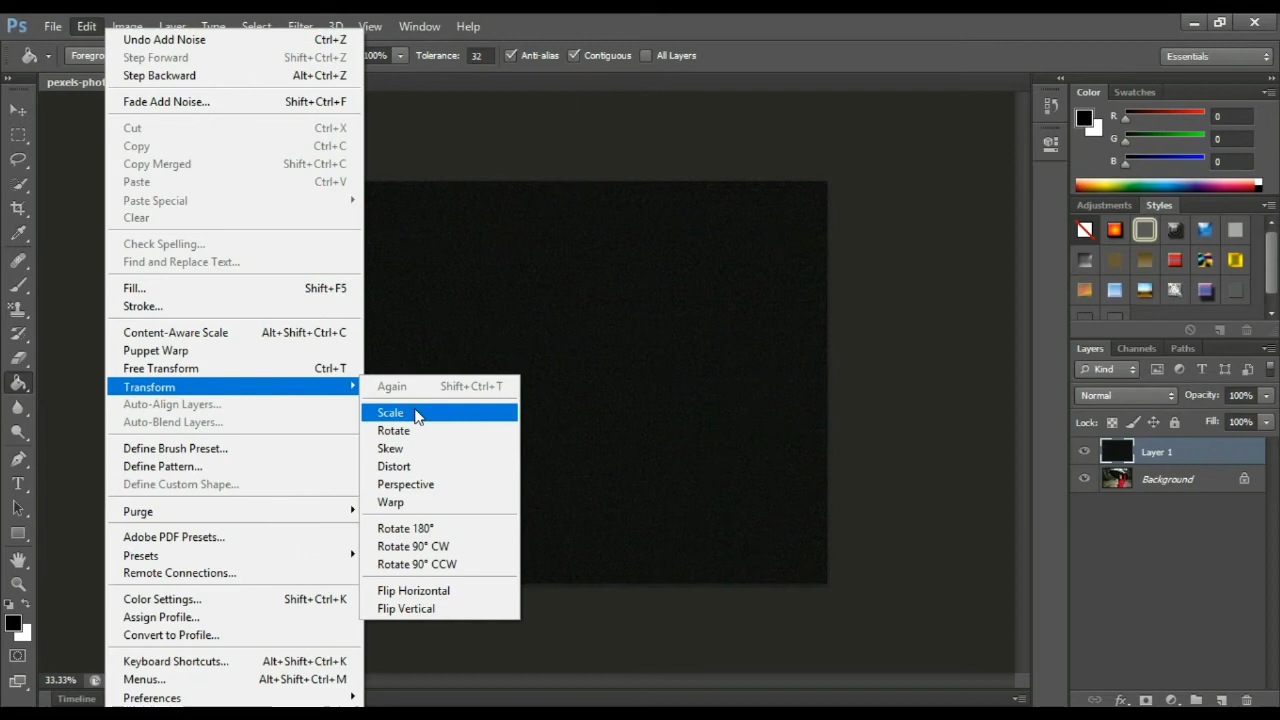 Ps File Edit Image Layer Type Select Filter 3D View Window Help
Foregro 100% Tolerance: 32 Anti-alias Contiguous All Layers Essentials
pexels-phot
Undo Add Noise Ctrl+Z
Step Forward Shift+Ctrl+Z
Step Backward Alt+Ctrl+Z
Fade Add Noise... Shift+Ctrl+F
Cut Ctrl+X
Copy Ctrl+C
Copy Merged Shift+Ctrl+C
Paste Ctrl+V
Paste Special
Clear
Check Spelling...
Find and Replace Text...
Fill... Shift+F5
Stroke...
Content-Aware Scale Alt+Shift+Ctrl+C
Puppet Warp
Free Transform Ctrl+T
Transform
Auto-Align Layers...
Auto-Blend Layers...
Define Brush Preset...
Define Pattern...
Define Custom Shape...
Purge
Adobe PDF Presets...
Presets
Remote Connections...
Color Settings... Shift+Ctrl+K
Assign Profile...
Convert to Profile...
Keyboard Shortcuts... Alt+Shift+Ctrl+K
Menus... Alt+Shift+Ctrl+M
Preferences
Again Shift+Ctrl+T
Scale
Rotate
Skew
Distort
Perspective
Warp
Rotate 180°
Rotate 90° CW
Rotate 90° CCW
Flip Horizontal
Flip Vertical
Color Swatches
R 0
G 0
B 0
Adjustments Styles
Layers Channels Paths
Kind
Normal Opacity: 100%
Lock: Fill: 100%
Layer 1
Background
33.33%
Timeline